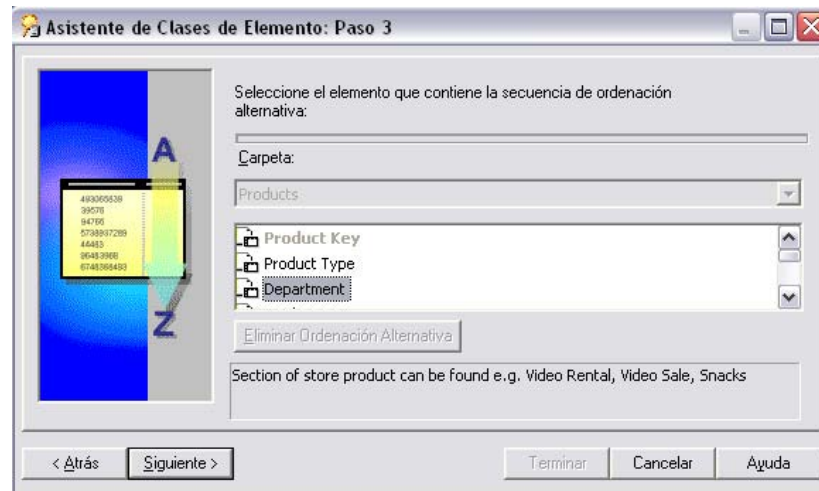 Asistente de Clases de Elemento: Paso 3
Seleccione el elemento que contiene la secuencia de ordenación
alternativa:
Carpeta:
Products
Product Key
Product Type
Department
Eliminar Ordenación Alternativa
Section of store product can be found e.g. Video Rental, Video Sale, Snacks
A
Z
< Atrás
Siguiente >
Terminar
Cancelar
Ayuda